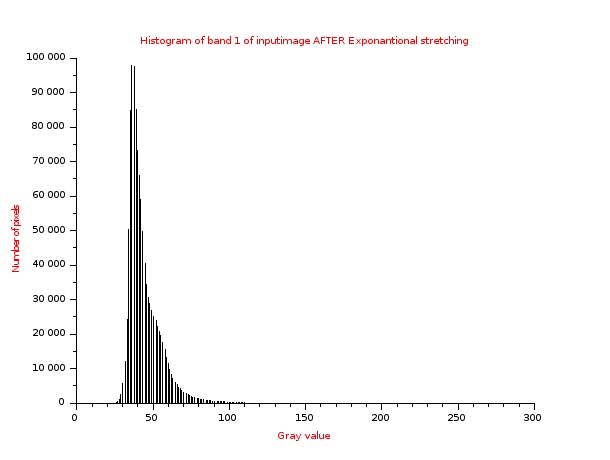 Histogram of band 1 of inputimage AFTER Exponantional stretching
100 000
90 000
80 000
70 000
60 000
50 000
40 000
30 000
20 000
10 000
0
Number of pixels
0 50 100 150 200 250 300
Gray value